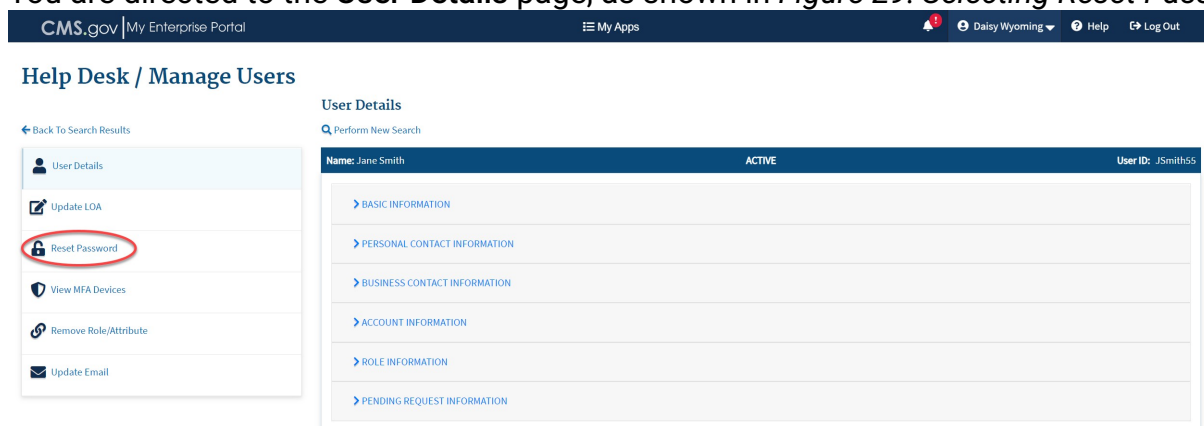 You are directed to the User Details page, as shown in Figure 29: Selecting Reset
CMS.gov My Enterprise Portal
My Apps
Daisy Wyoming
Help
Log Out
Help Desk / Manage Users
User Details
Back To Search Results
Perform New Search
User Details
Update LOA
Reset Password
View MFA Devices
Remove Role/Attribute
Update Email
Name: Jane Smith ACTIVE User ID: JSmith55
BASIC INFORMATION
PERSONAL CONTACT INFORMATION
BUSINESS CONTACT INFORMATION
ACCOUNT INFORMATION
ROLE INFORMATION
PENDING REQUEST INFORMATION